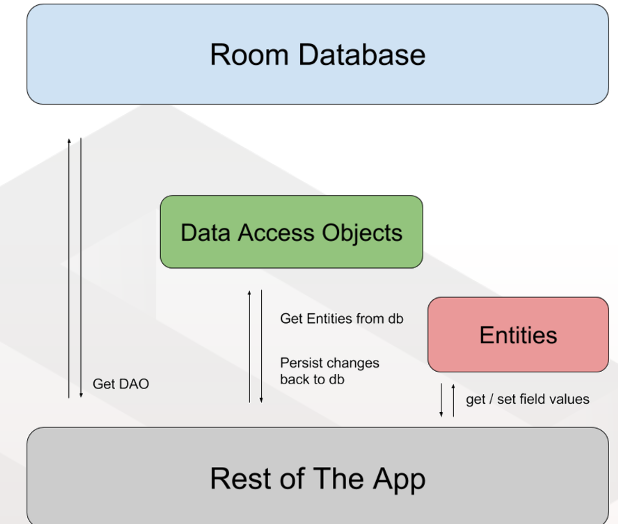 Room Database
Data Access Objects
Get Entities from db
Entities
Persist changes
back to db
Get DAO
get / set field values
Rest of The App